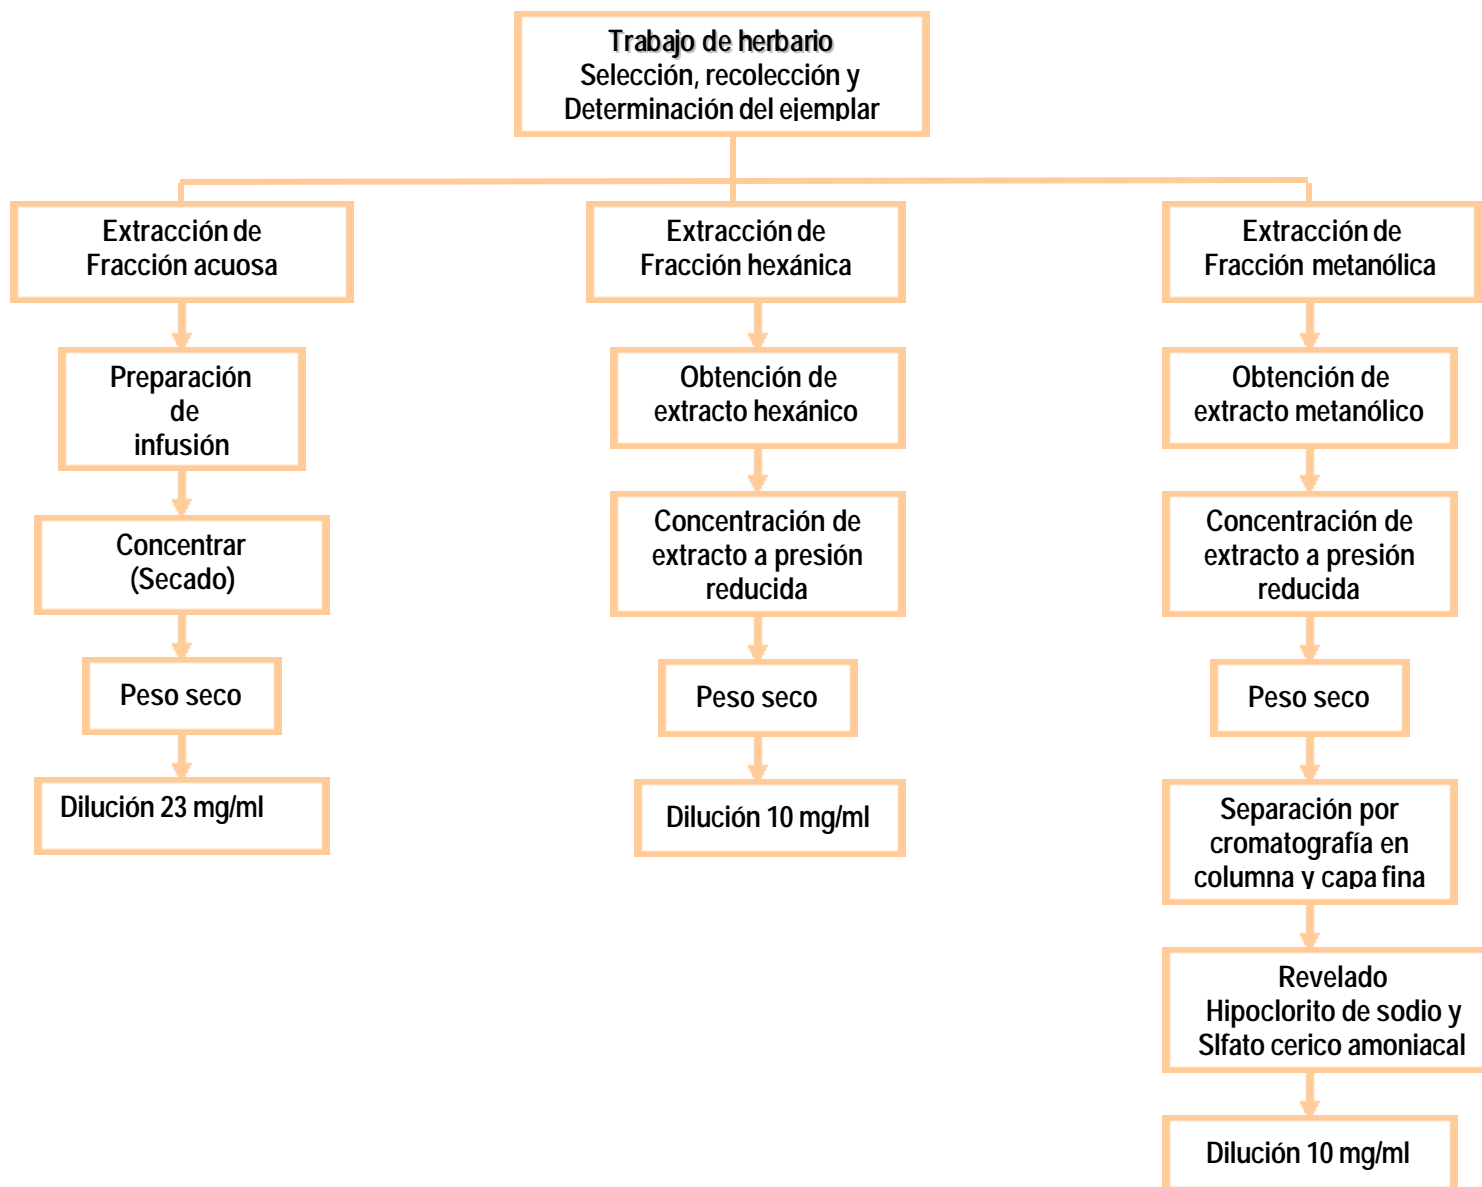 Trabajo de herbario
Selección, recolección y
Determinación del ejemplar
Extracción de
Fracción acuosa
Preparación
de
infusión
Concentrar
(Secado)
Peso seco
Dilución 23 mg/ml
Extracción de
Fracción hexánica
Obtención de
extracto hexánico
Concentración de
extracto a presión
reducida
Peso seco
Dilución 10 mg/ml
Extracción de
Fracción metanólica
Obtención de
extracto metanólico
Concentración de
extracto a presión
reducida
Peso seco
Separación por
cromatografía en
columna y capa fina
Revelado
Hipoclorito de sodio y
Slfato cerico amoniacal
Dilución 10 mg/ml